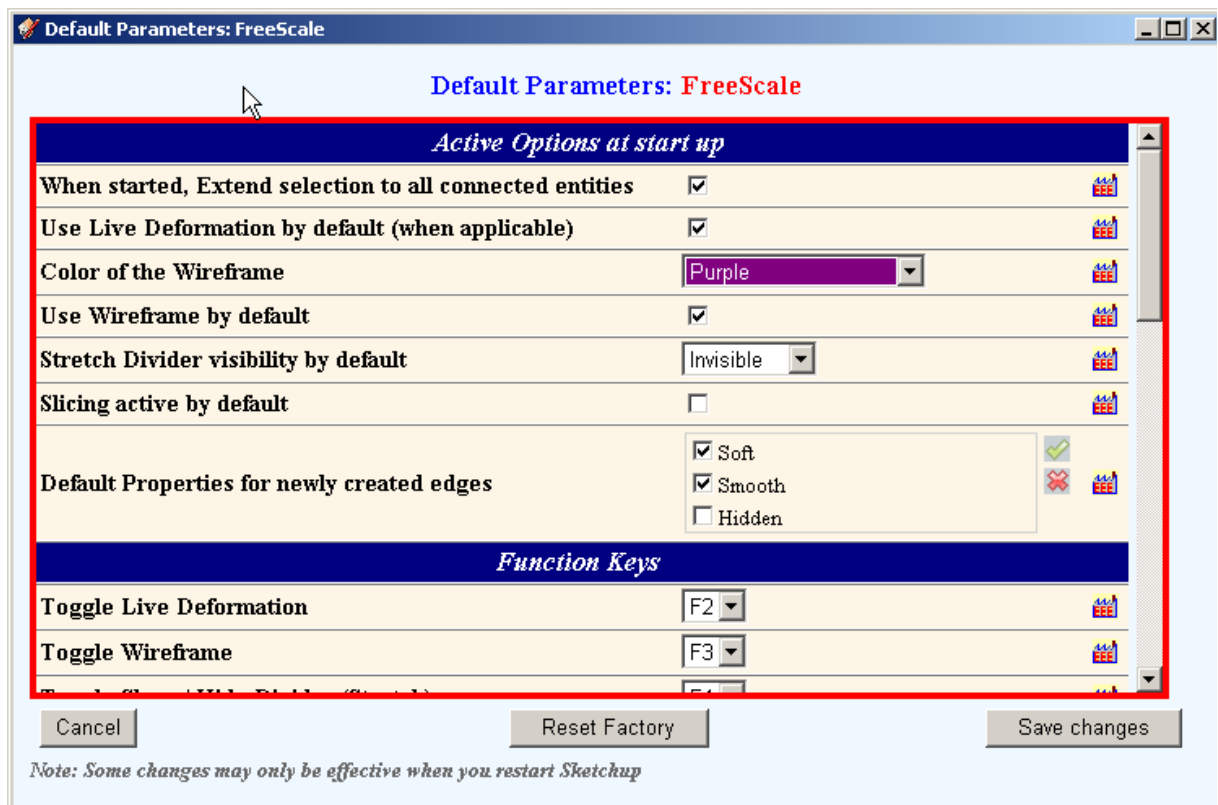 Default Parameters: FreeScale
Default Parameters: FreeScale
Active Options at start up
When started, Extend selection to all connected entities
Use Live Deformation by default (when applicable)
Color of the Wireframe Purple
Use Wireframe by default
Stretch Divider visibility by default Invisible
Slicing active by default
Soft
Default Properties for newly created edges Smooth
Hidden
Function Keys
Toggle Live Deformation F2
Toggle Wireframe F3
Cancel Reset Factory Save changes
Note: Some changes may only be effective when you restart Sketchup